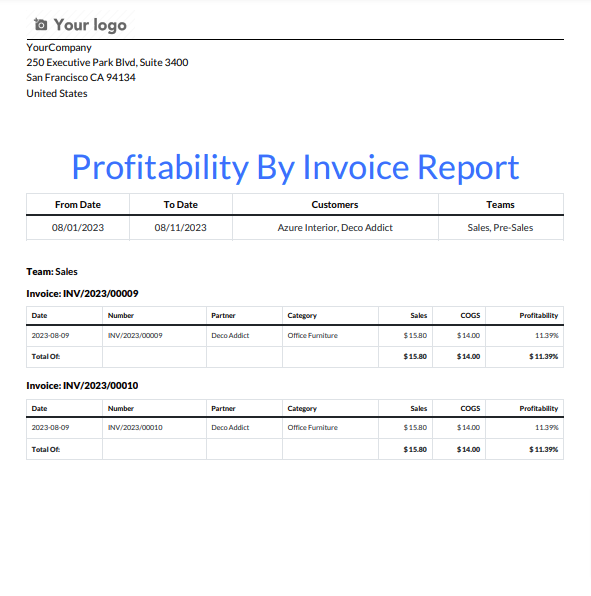 Your logo
YourCompany
250 Executive Park Blvd, Suite 3400
San Francisco CA 94134
United States
Profitability By Invoice Report
From Date To Date Customers Teams
08/01/2023 08/11/2023 Azure Interior, Deco Addict Sales, Pre-Sales
Team: Sales
Invoice: INV/2023/00009
Date Number Partner Category Sales COGS Profitability
2023-08-09 INV/2023/00009 Deco Addict Office Furniture $ 15.80 $ 14.00 11.39%
Total Of: $ 15.80 $ 14.00 $ 11.39%
Invoice: INV/2023/00010
Date Number Partner Category Sales COGS Profitability
2023-08-09 INV/2023/00010 Deco Addict Office Furniture $ 15.80 $ 14.00 11.39%
Total Of: $ 15.80 $ 14.00 $ 11.39%